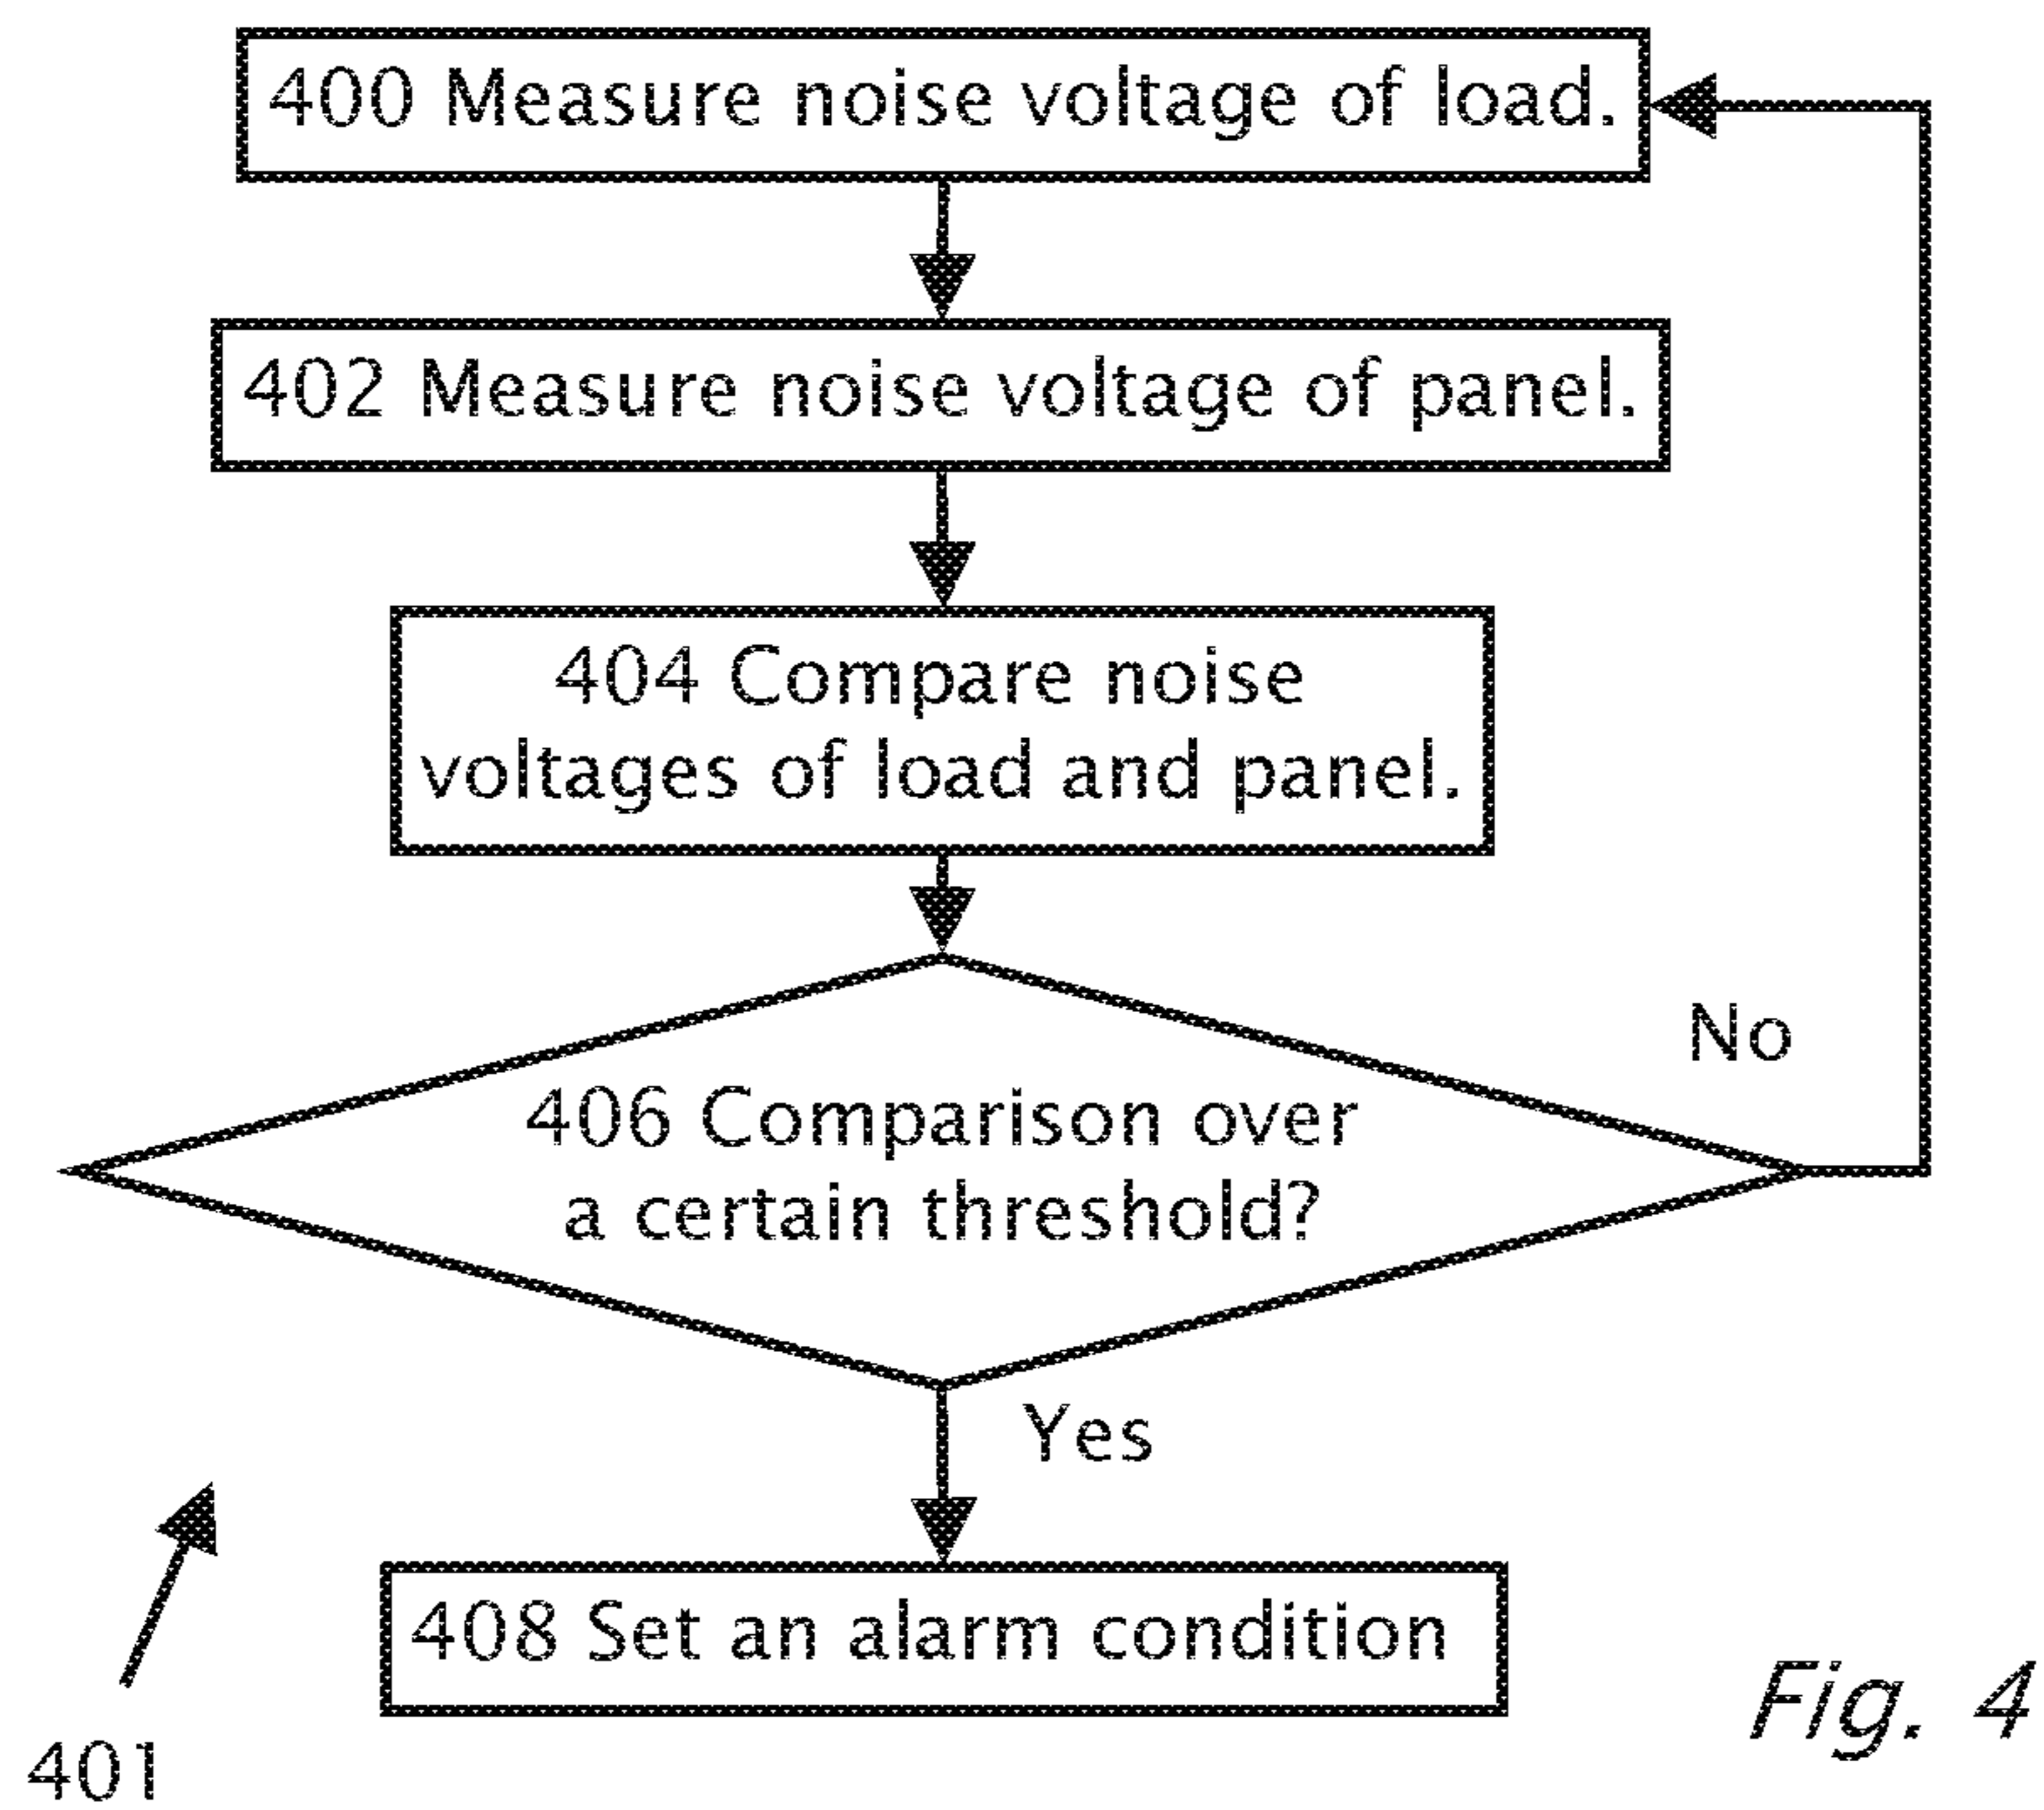 400 Measure noise voltage of load.
402 Measure noise voltage of panel.
404 Compare noise
voltages of load and panel.
No
406 Comparison over
a certain threshold?
Yes
408 Set an alarm condition
Fig. 4
401